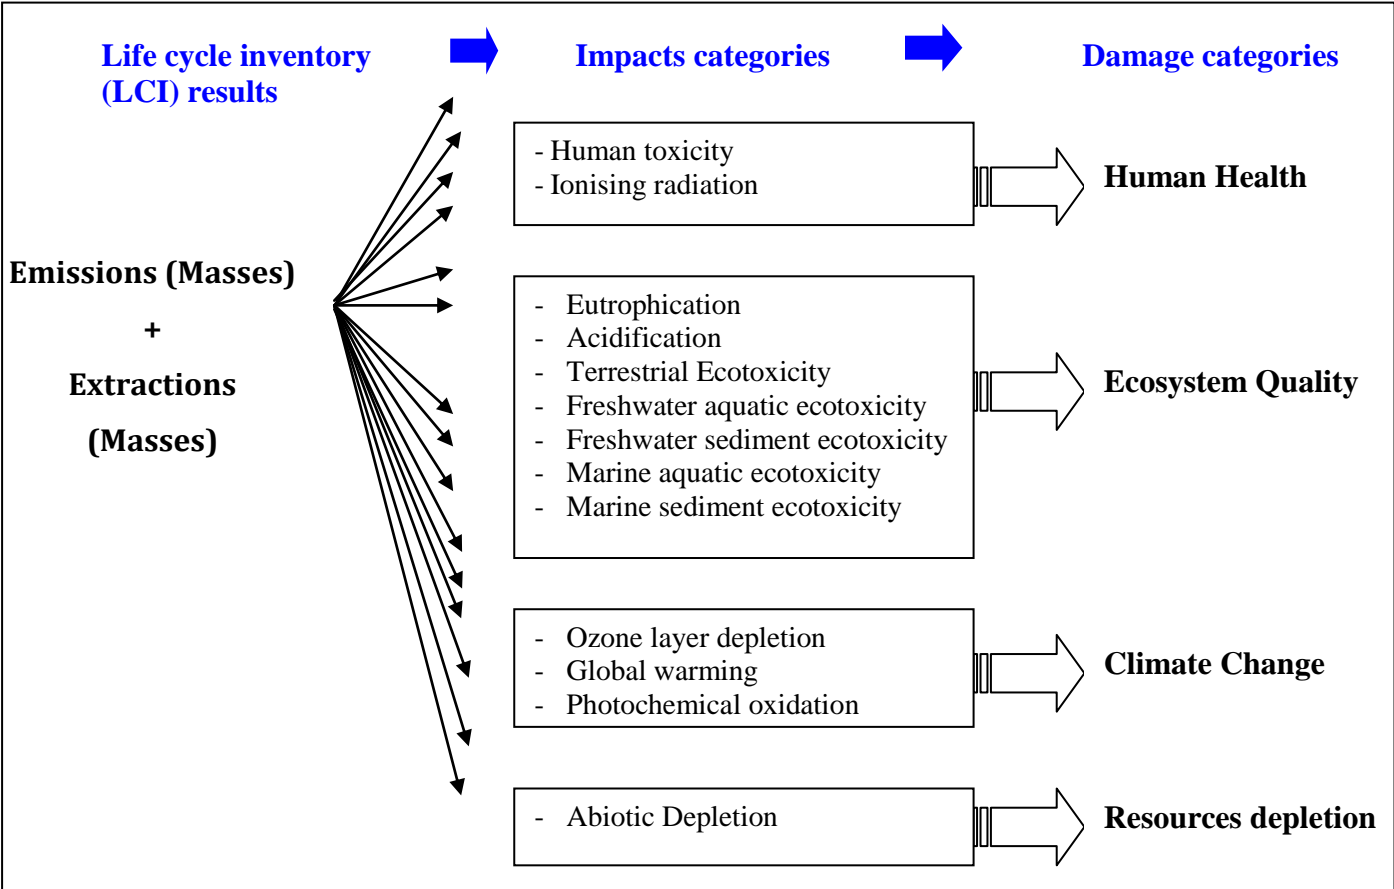 Life cycle inventory
(LCI) results
Impacts categories
Damage categories
Emissions (Masses)
+
Extractions
(Masses)
- Human toxicity
- Ionising radiation
Human Health
- Eutrophication
- Acidification
- Terrestrial Ecotoxicity
- Freshwater aquatic ecotoxicity
- Freshwater sediment ecotoxicity
- Marine aquatic ecotoxicity
- Marine sediment ecotoxicity
Ecosystem Quality
- Ozone layer depletion
- Global warming
- Photochemical oxidation
Climate Change
- Abiotic Depletion
Resources depletion